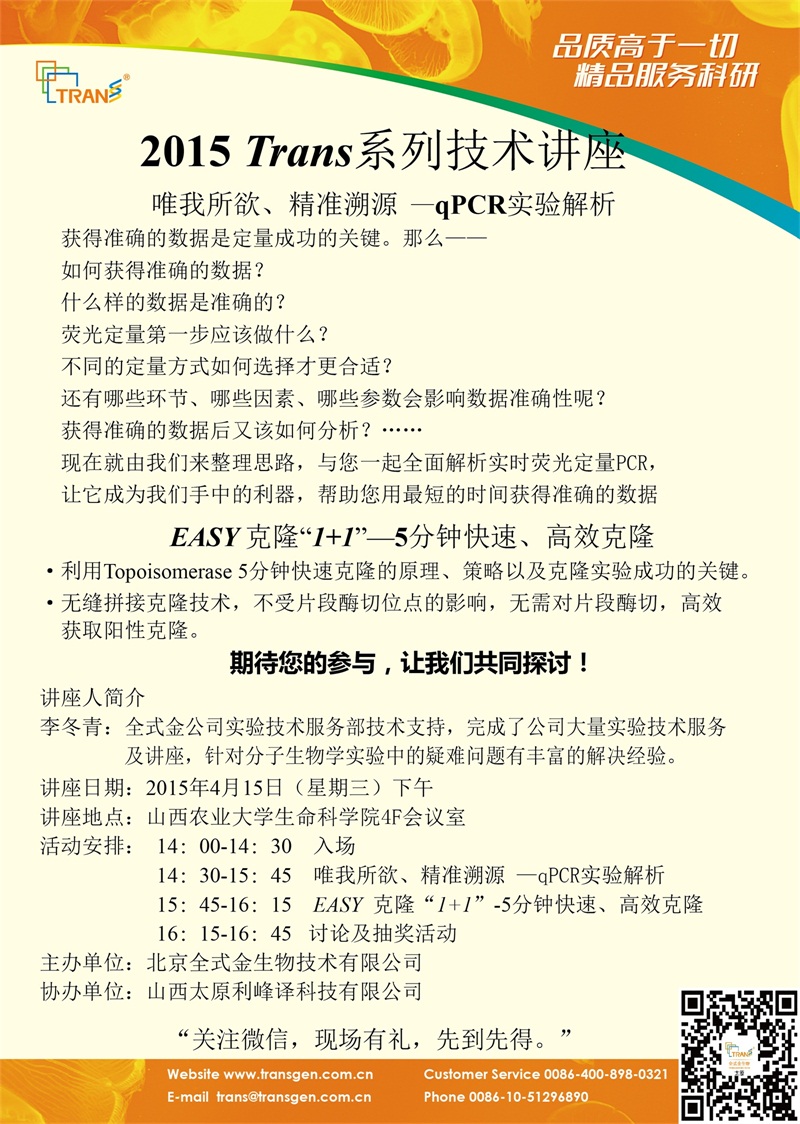 品质高于一切
精品服务科研
TRANS®
2015 Trans系列技术讲座
唯我所欲、精准溯源 —qPCR实验解析
获得准确的数据是定量成功的关键。那么——
如何获得准确的数据？
什么样的数据是准确的？
荧光定量第一步应该做什么？
不同的定量方式如何选择才更合适？
还有哪些环节、哪些因素、哪些参数会影响数据准确性呢？
获得准确的数据后又该如何分析？……
现在就由我们来整理思路，与您一起全面解析实时荧光定量PCR，
让它成为我们手中的利器，帮助您用最短的时间获得准确的数据
EASY 克隆“1+1”—5分钟快速、高效克隆
·利用Topoisomerase 5分钟快速克隆的原理、策略以及克隆实验成功的关键。
·无缝拼接克隆技术，不受片段酶切位点的影响，无需对片段酶切，高效
获取阳性克隆。
期待您的参与，让我们共同探讨！
讲座人简介
李冬青：全式金公司实验技术服务部技术支持，完成了公司大量实验技术服务
及讲座，针对分子生物学实验中的疑难问题有丰富的解决经验。
讲座日期：2015年4月15日（星期三）下午
讲座地点：山西农业大学生命科学院4F会议室
活动安排： 14：00-14：30 入场
14：30-15：45 唯我所欲、精准溯源 —qPCR实验解析
15：45-16：15 EASY 克隆“1+1”-5分钟快速、高效克隆
16：15-16：45 讨论及抽奖活动
主办单位：北京全式金生物技术有限公司
协办单位：山西太原利峰译科技有限公司
“关注微信，现场有礼，先到先得。”
TRANS
Website www.transgen.com.cn Customer Service 0086-400-898-0321
E-mail trans@transgen.com.cn Phone 0086-10-51296890